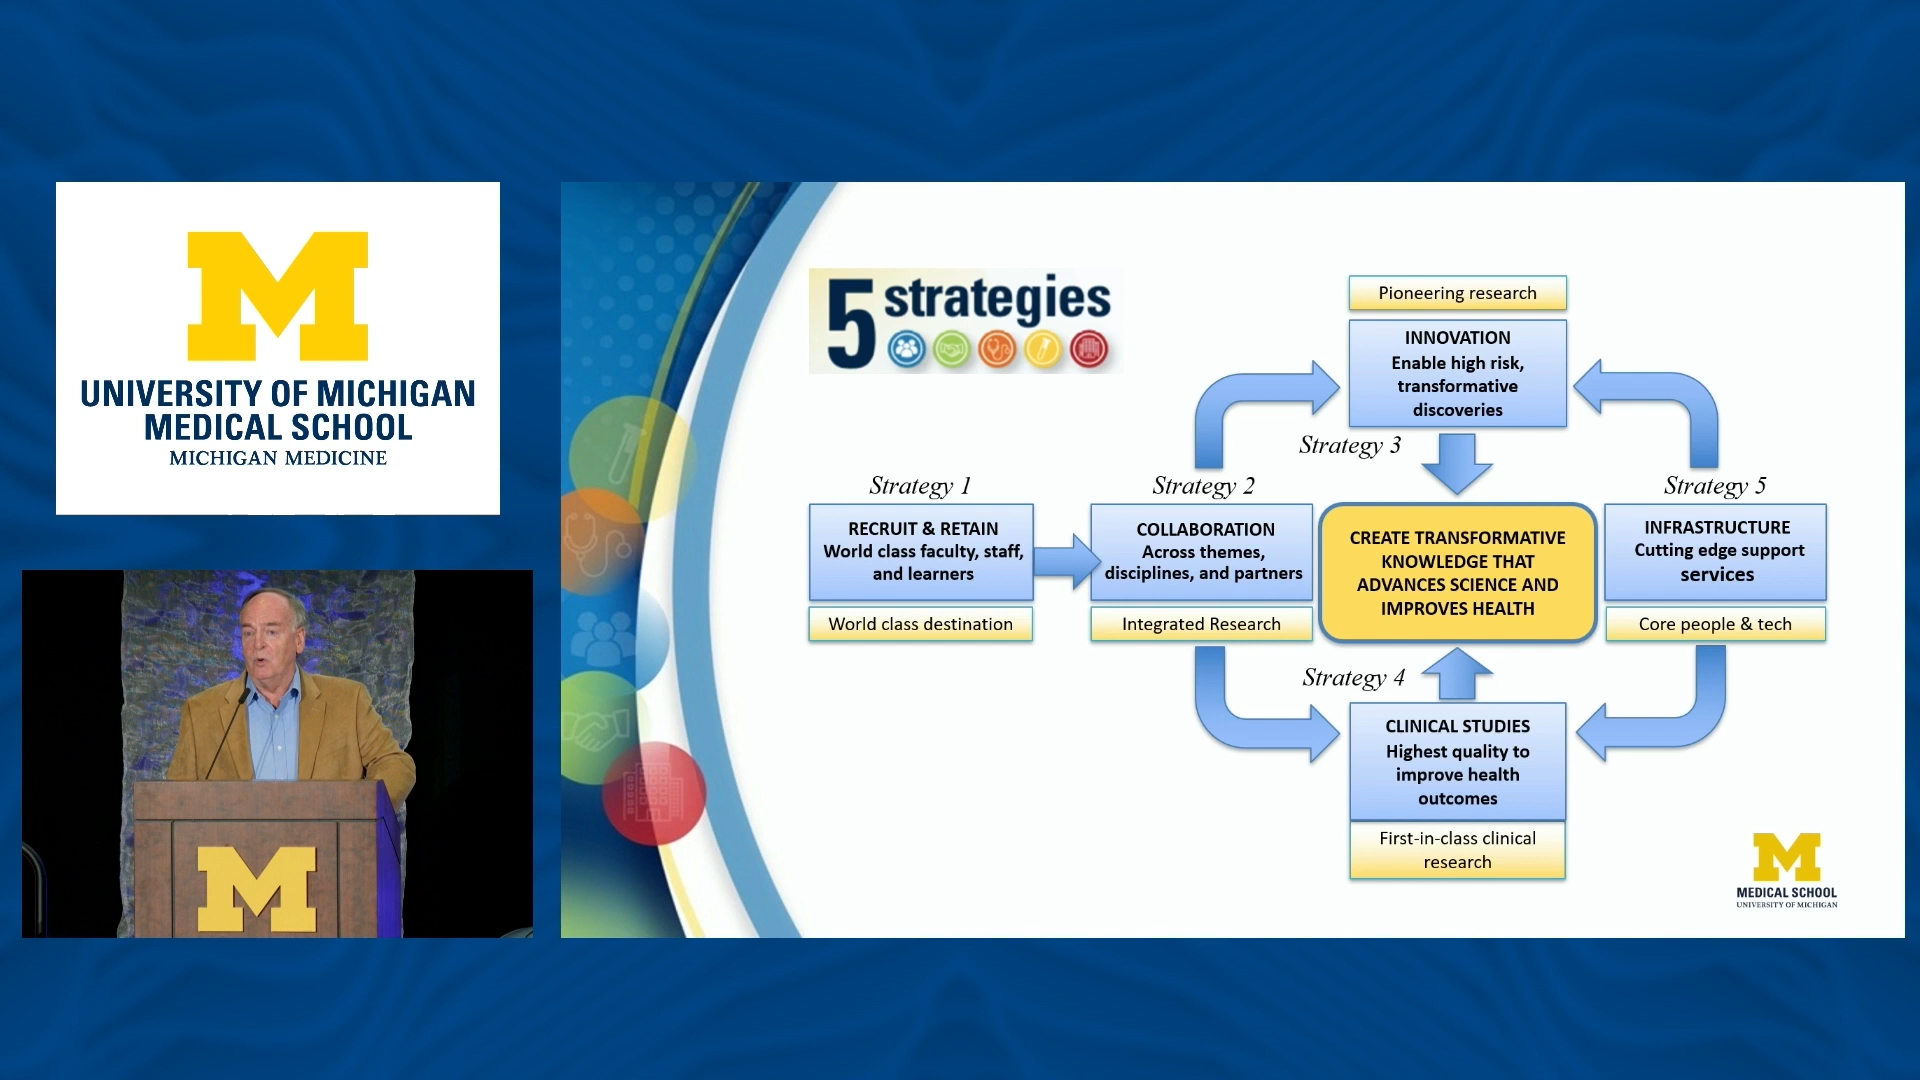 M
UNIVERSITY OF MICHIGAN
MEDICAL SCHOOL
MICHIGAN MEDICINE
M
5 strategies
Pioneering research
INNOVATION
Enable high risk,
transformative
discoveries
Strategy 3
Strategy 1
RECRUIT & RETAIN
World class faculty, staff,
and learners
World class destination
Strategy 2
COLLABORATION
Across themes,
disciplines, and partners
Integrated Research
CREATE TRANSFORMATIVE
KNOWLEDGE THAT
ADVANCES SCIENCE AND
IMPROVES HEALTH
Strategy 5
INFRASTRUCTURE
Cutting edge support
services
Core people & tech
Strategy 4
CLINICAL STUDIES
Highest quality to
improve health
outcomes
First-in-class clinical
research
M
MEDICAL SCHOOL
UNIVERSITY OF MICHIGAN